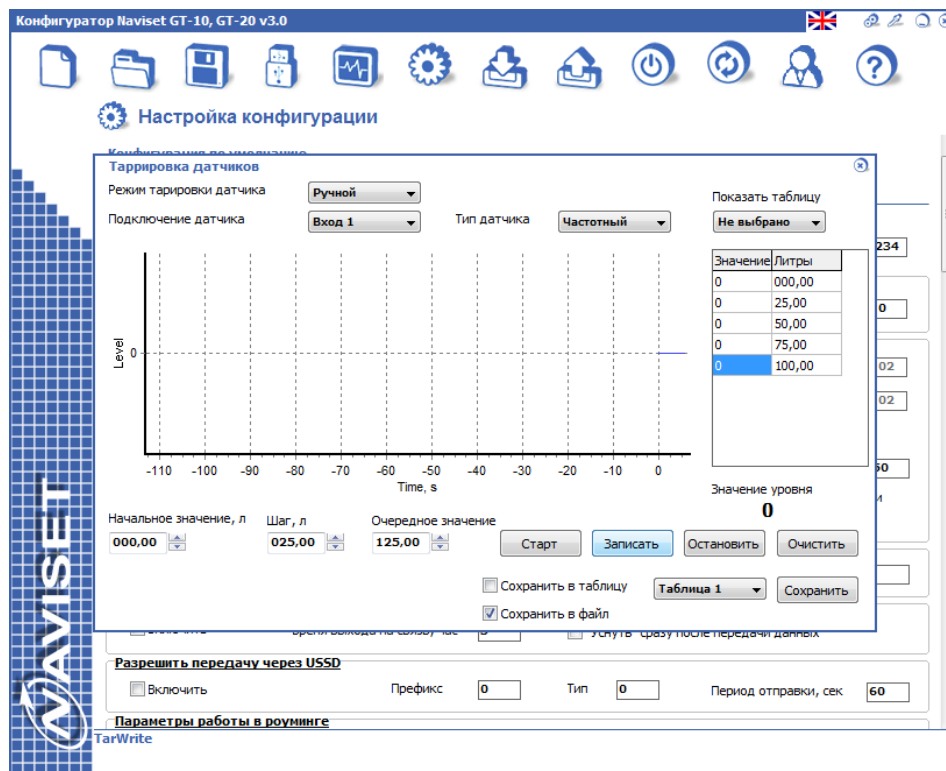 Конфигуратор Naviset GT-10, GT-20 v3.0
Настройка конфигурации
Конфигурация по умолчанию
Таррировка датчиков
Режим тарировки датчика Ручной Показать таблицу
Подключение датчика Вход 1 Тип датчика Частотный Не выбрано
234
Значение Литры
0 000,00
0 25,00
0 50,00
0 75,00
0 100,00
0
02
02
50
и
Level
0
-110 -100 -90 -80 -70 -60 -50 -40 -30 -20 -10 0
Time, s
Значение уровня
0
Начальное значение, л Шаг, л Очередное значение
000,00 025,00 125,00 Старт Записать Остановить Очистить
Сохранить в таблицу Таблица 1 Сохранить
Сохранить в файл
Разрешить передачу через USSD
Включить Префикс 0 Тип 0 Период отправки, сек 60
Параметры работы в роуминге
TarWrite
NAVISET